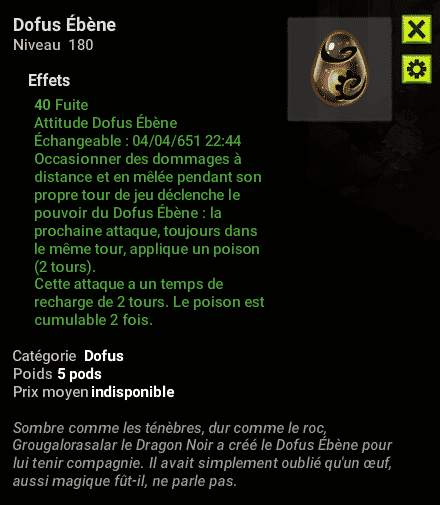 Dofus Ébène
Niveau 180
Effets
40 Fuite
Attitude Dofus Ébène
Échangeable : 04/04/651 22:44
Occasionner des dommages à
distance et en mêlée pendant son
propre tour de jeu déclenche le
pouvoir du Dofus Ébène : la
prochaine attaque, toujours dans
le même tour, applique un poison
(2 tours).
Cette attaque a un temps de
recharge de 2 tours. Le poison est
cumulable 2 fois.
Catégorie Dofus
Poids 5 pods
Prix moyen indisponible
Sombre comme les ténèbres, dur comme le roc,
Grougalorasalar le Dragon Noir a créé le Dofus Ébène pour
lui tenir compagnie. Il avait simplement oublié qu'un œuf,
aussi magique fût-il, ne parle pas.